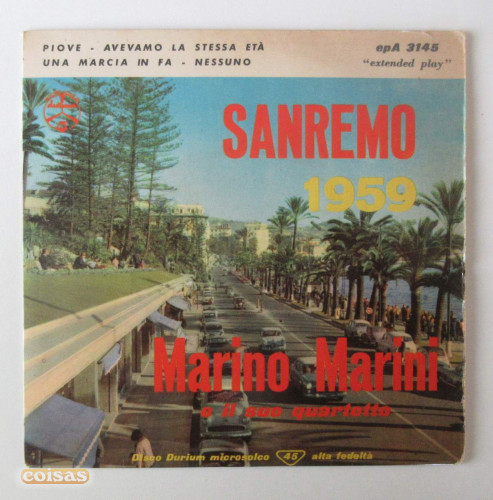 PIOVE - AVEVAMO LA STESSA ETÀ
UNA MARCIA IN FA - NESSUNO
epA 3145
"extended play"
SANREMO
1959
Marino Marini
e il suo quartetto
Disco Durium microsolco 45 alta fedeltà
coisas